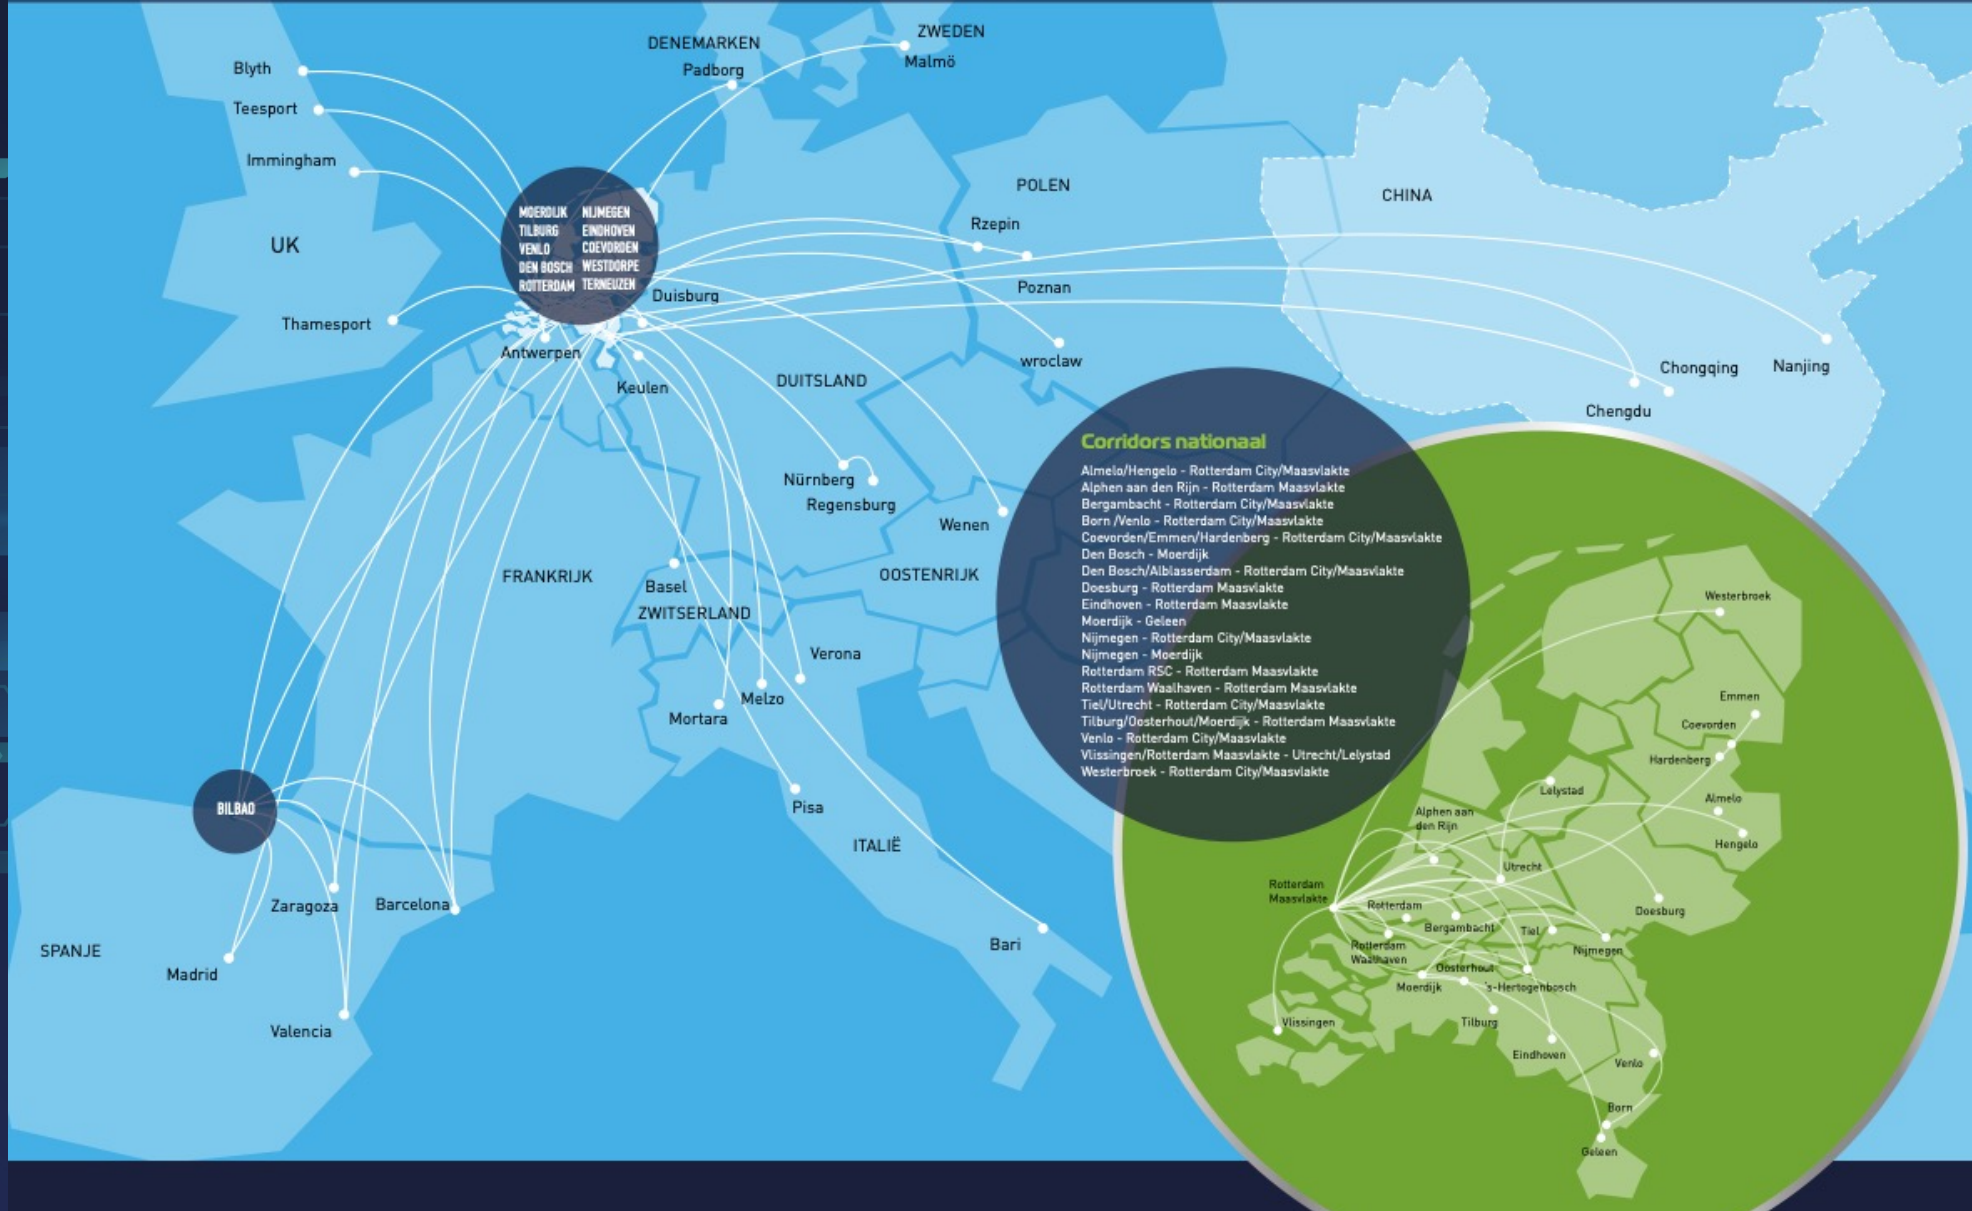 ZWEDEN
DENEMARKEN
Malmö
Padborg
Blyth
Teesport
Immingham
UK
Thamesport
MOERDIJK NIJMEGEN
TILBURG EINDHOVEN
VENLO COEVORDEN
DEN BOSCH WESTDORPE
ROTTERDAM TERNEUZEN
Duisburg
Antwerpen
Keulen
POLEN
Rzepin
Poznan
wroclaw
CHINA
Chongqing
Nanjing
Chengdu
DUITSLAND
Nürnberg
Regensburg
Wenen
FRANKRIJK
Basel
ZWITSERLAND
OOSTENRIJK
Verona
Melzo
Mortara
Pisa
ITALIË
Bari
BILBAO
Zaragoza
Barcelona
SPANJE
Madrid
Valencia
Corridors nationaal
Almelo/Hengelo - Rotterdam City/Maasvlakte
Alphen aan den Rijn - Rotterdam Maasvlakte
Bergambacht - Rotterdam City/Maasvlakte
Born /Venlo - Rotterdam City/Maasvlakte
Coevorden/Emmen/Hardenberg - Rotterdam City/Maasvlakte
Den Bosch - Moerdijk
Den Bosch/Alblasserdam - Rotterdam City/Maasvlakte
Doesburg - Rotterdam Maasvlakte
Eindhoven - Rotterdam Maasvlakte
Moerdijk - Geleen
Nijmegen - Rotterdam City/Maasvlakte
Nijmegen - Moerdijk
Rotterdam RSC - Rotterdam Maasvlakte
Rotterdam Waalhaven - Rotterdam Maasvlakte
Tiel/Utrecht - Rotterdam City/Maasvlakte
Tilburg/Oosterhout/Moerdijk - Rotterdam Maasvlakte
Venlo - Rotterdam City/Maasvlakte
Vlissingen/Rotterdam Maasvlakte - Utrecht/Lelystad
Westerbroek - Rotterdam City/Maasvlakte
Westerbroek
Emmen
Coevorden
Hardenberg
Lelystad
Almelo
Alphen aan
den Rijn
Hengelo
Utrecht
Rotterdam
Maasvlakte
Rotterdam
Doesburg
Bergambacht
Tiel
Rotterdam
Waalhaven
Nijmegen
Oosterhout
Moerdijk
's-Hertogenbosch
Vlissingen
Tilburg
Eindhoven
Venlo
Born
Geleen